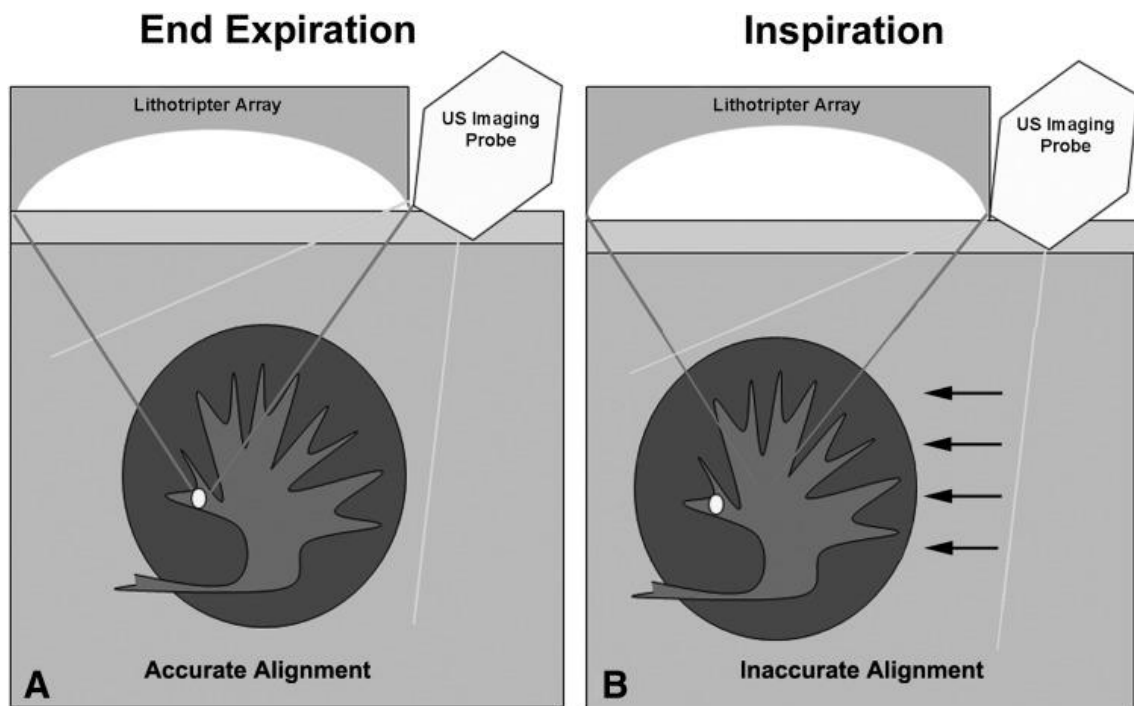 End Expiration
Inspiration
Lithotripter Array
US Imaging
Probe
Lithotripter Array
US Imaging
Probe
A
Accurate Alignment
B
Inaccurate Alignment